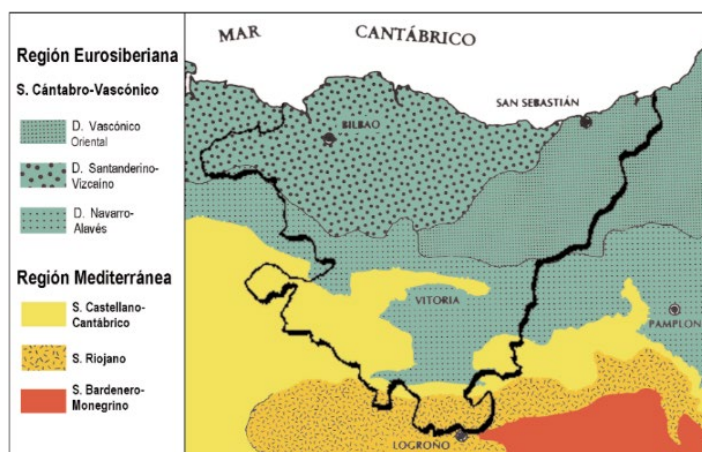 Región Eurosiberiana
S. Cántabro-Vascónico
D. Vascónico
Oriental
D. Santanderino-
Vizcaíno
D. Navarro-
Alavés
Región Mediterránea
S. Castellano-
Cantábrico
S. Riojano
S. Bardenero-
Monegrino
MAR CANTÁBRICO
SAN SEBASTIÁN
BILBAO
VITORIA
PAMPLON
LOGROÑO